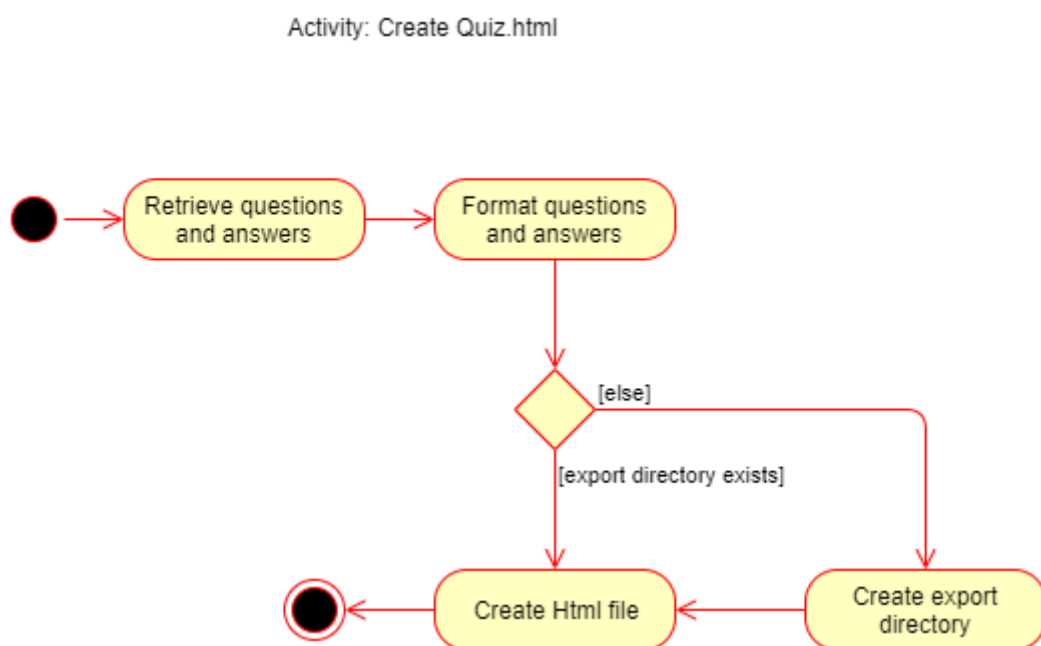 Activity: Create Quiz.html
Retrieve questions
and answers
Format questions
and answers
[else]
[export directory exists]
Create Html file
Create export
directory